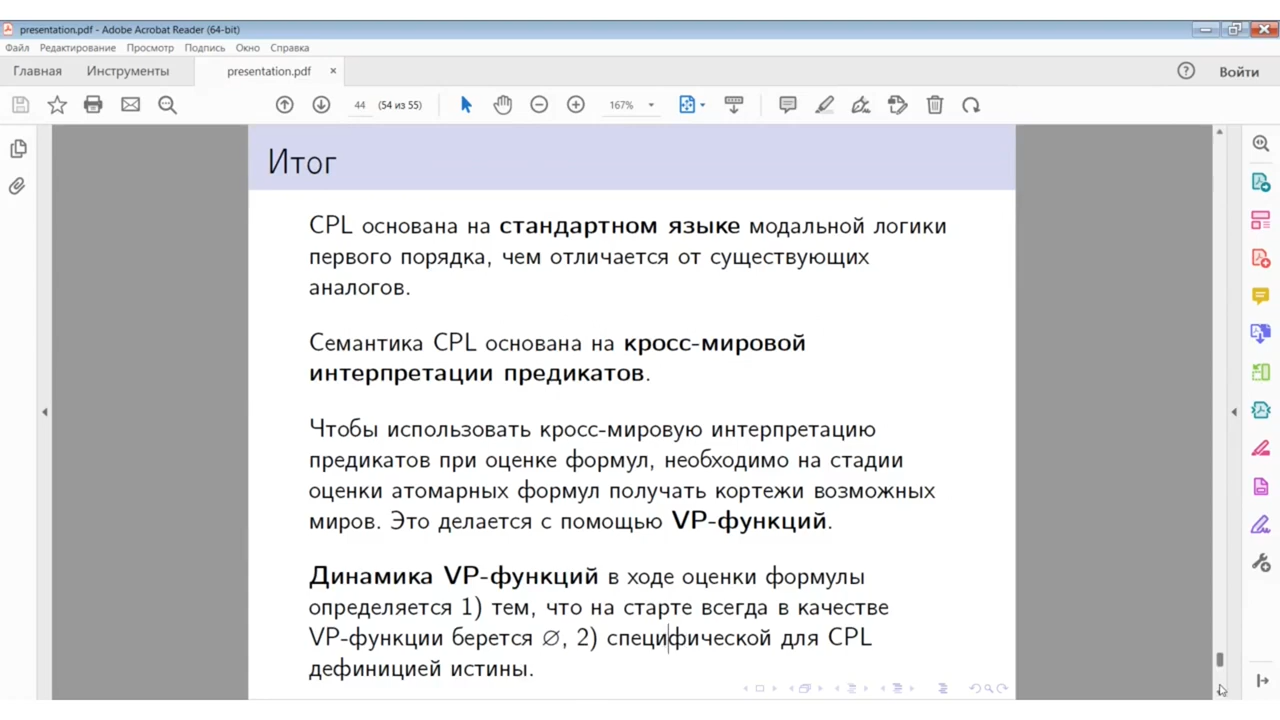 presentation.pdf - Adobe Acrobat Reader (64-bit)
Файл Редактирование Просмотр Подпись Окно Справка
Главная Инструменты presentation.pdf × Войти
44 (54 из 55) 167%
Итог
CPL основана на стандартном языке модальной логики
первого порядка, чем отличается от существующих
аналогов.
Семантика CPL основана на кросс-мировой
интерпретации предикатов.
Чтобы использовать кросс-мировую интерпретацию
предикатов при оценке формул, необходимо на стадии
оценки атомарных формул получать кортежи возможных
миров. Это делается с помощью VP-функций.
Динамика VP-функций в ходе оценки формулы
определяется 1) тем, что на старте всегда в качестве
VP-функции берется ∅, 2) специфической для CPL
дефиницией истины.